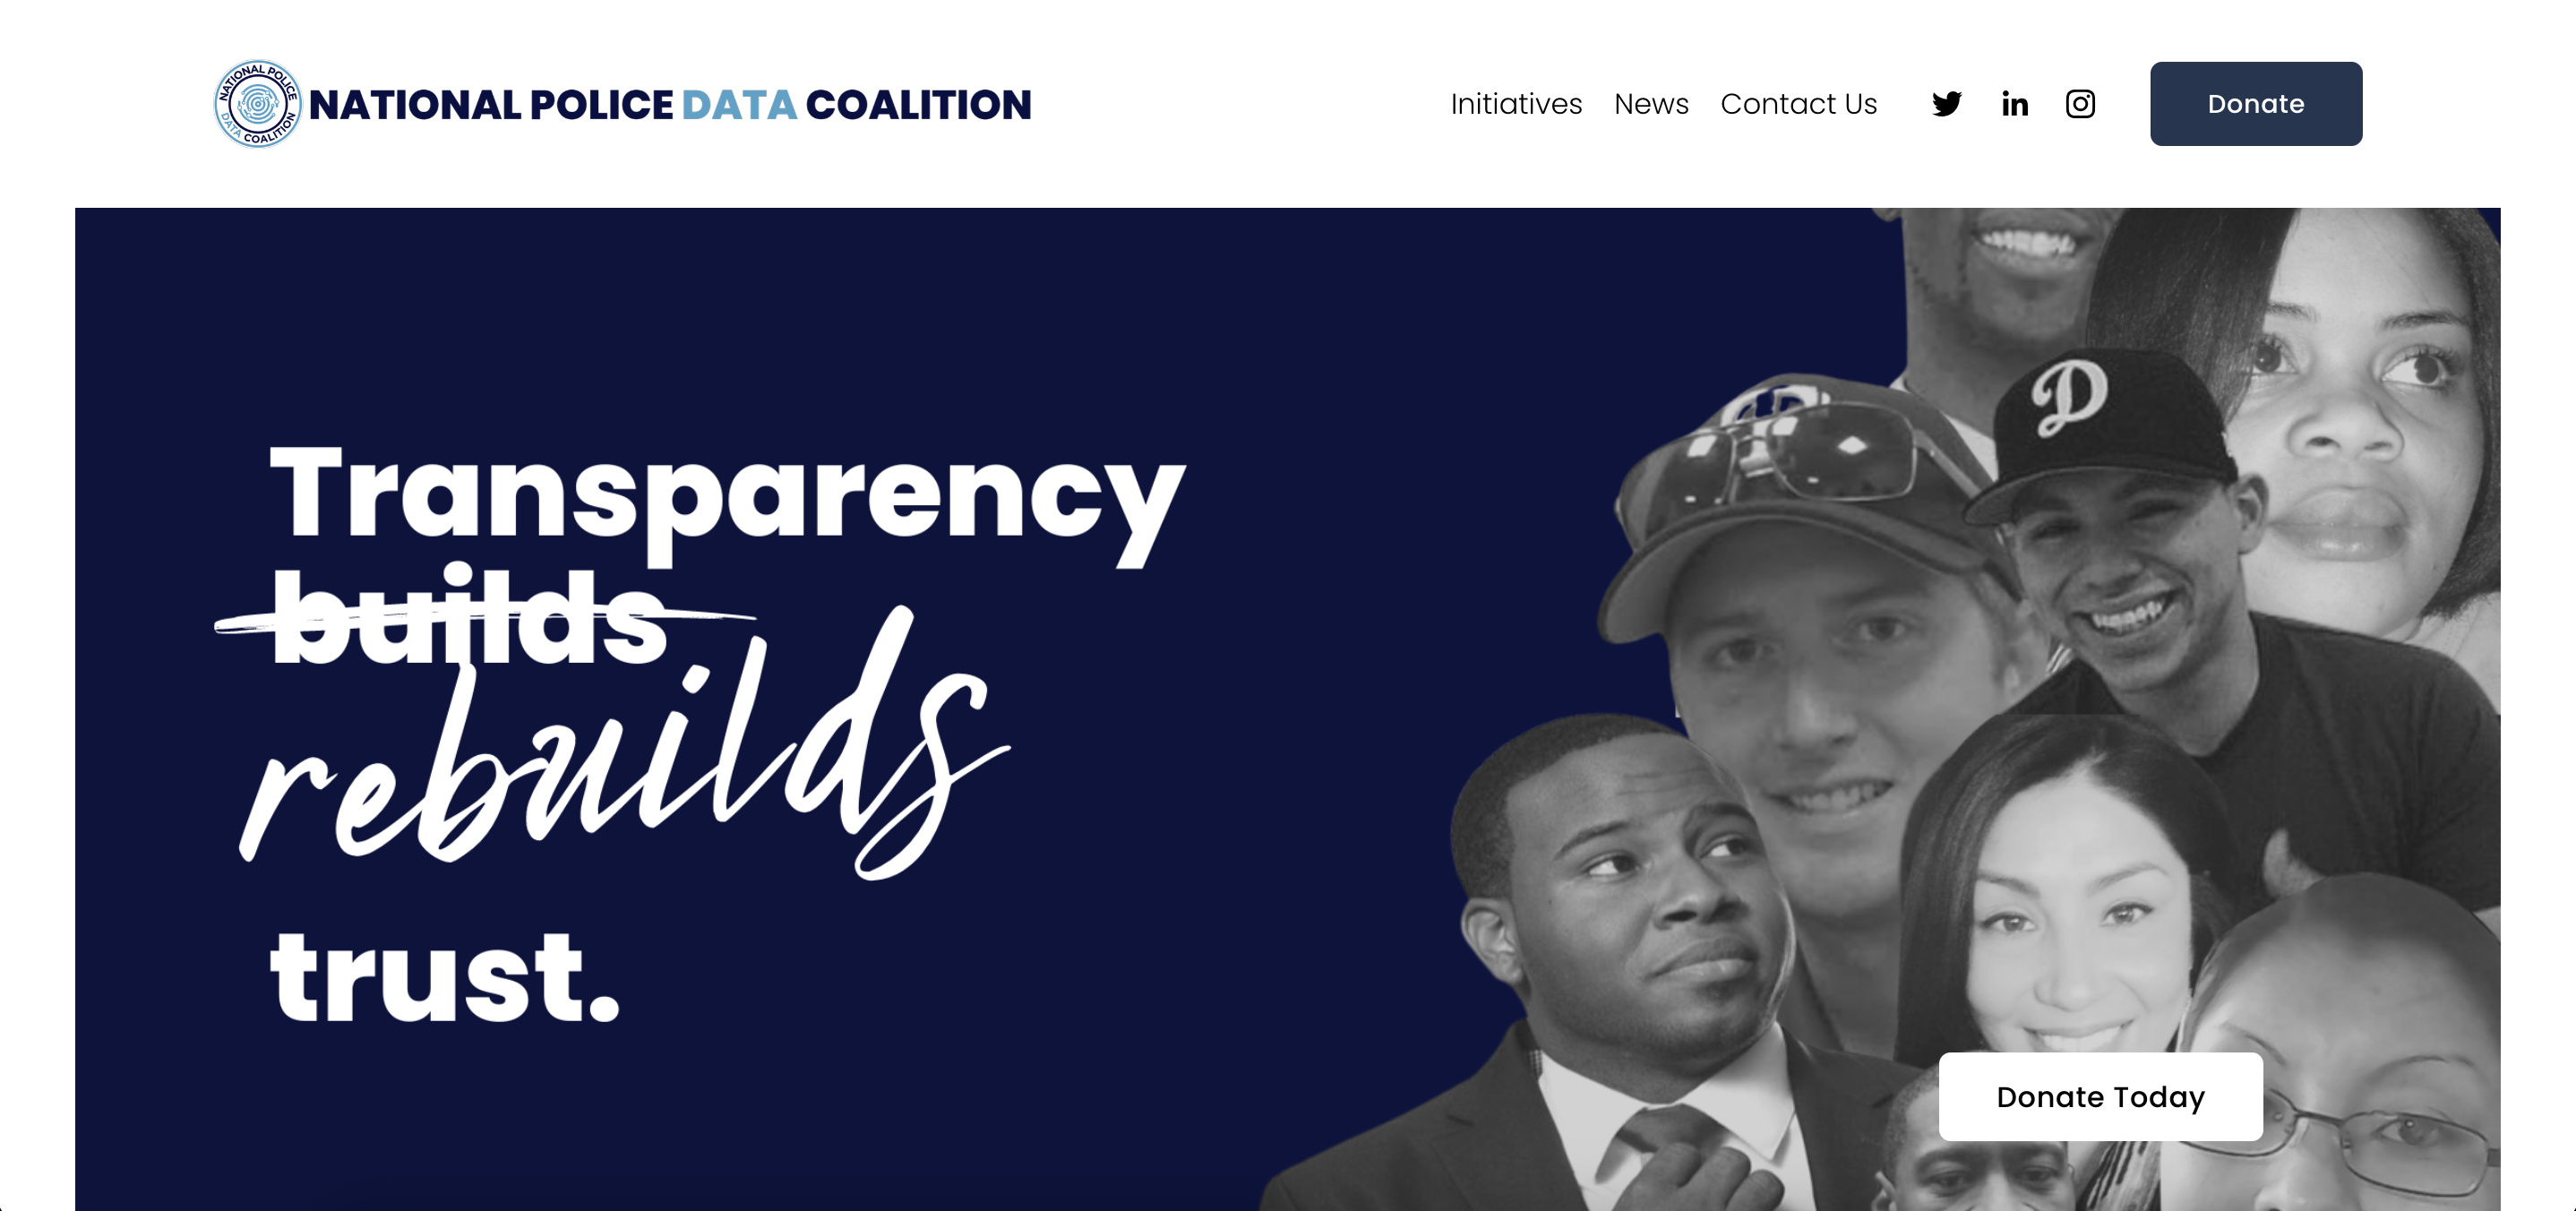 NATIONAL POLICE
DATA COALITION
NATIONAL POLICE DATA COALITION
Initiatives News Contact Us in Donate
Transparency
builds
rebuilds
trust.
D
Donate Today